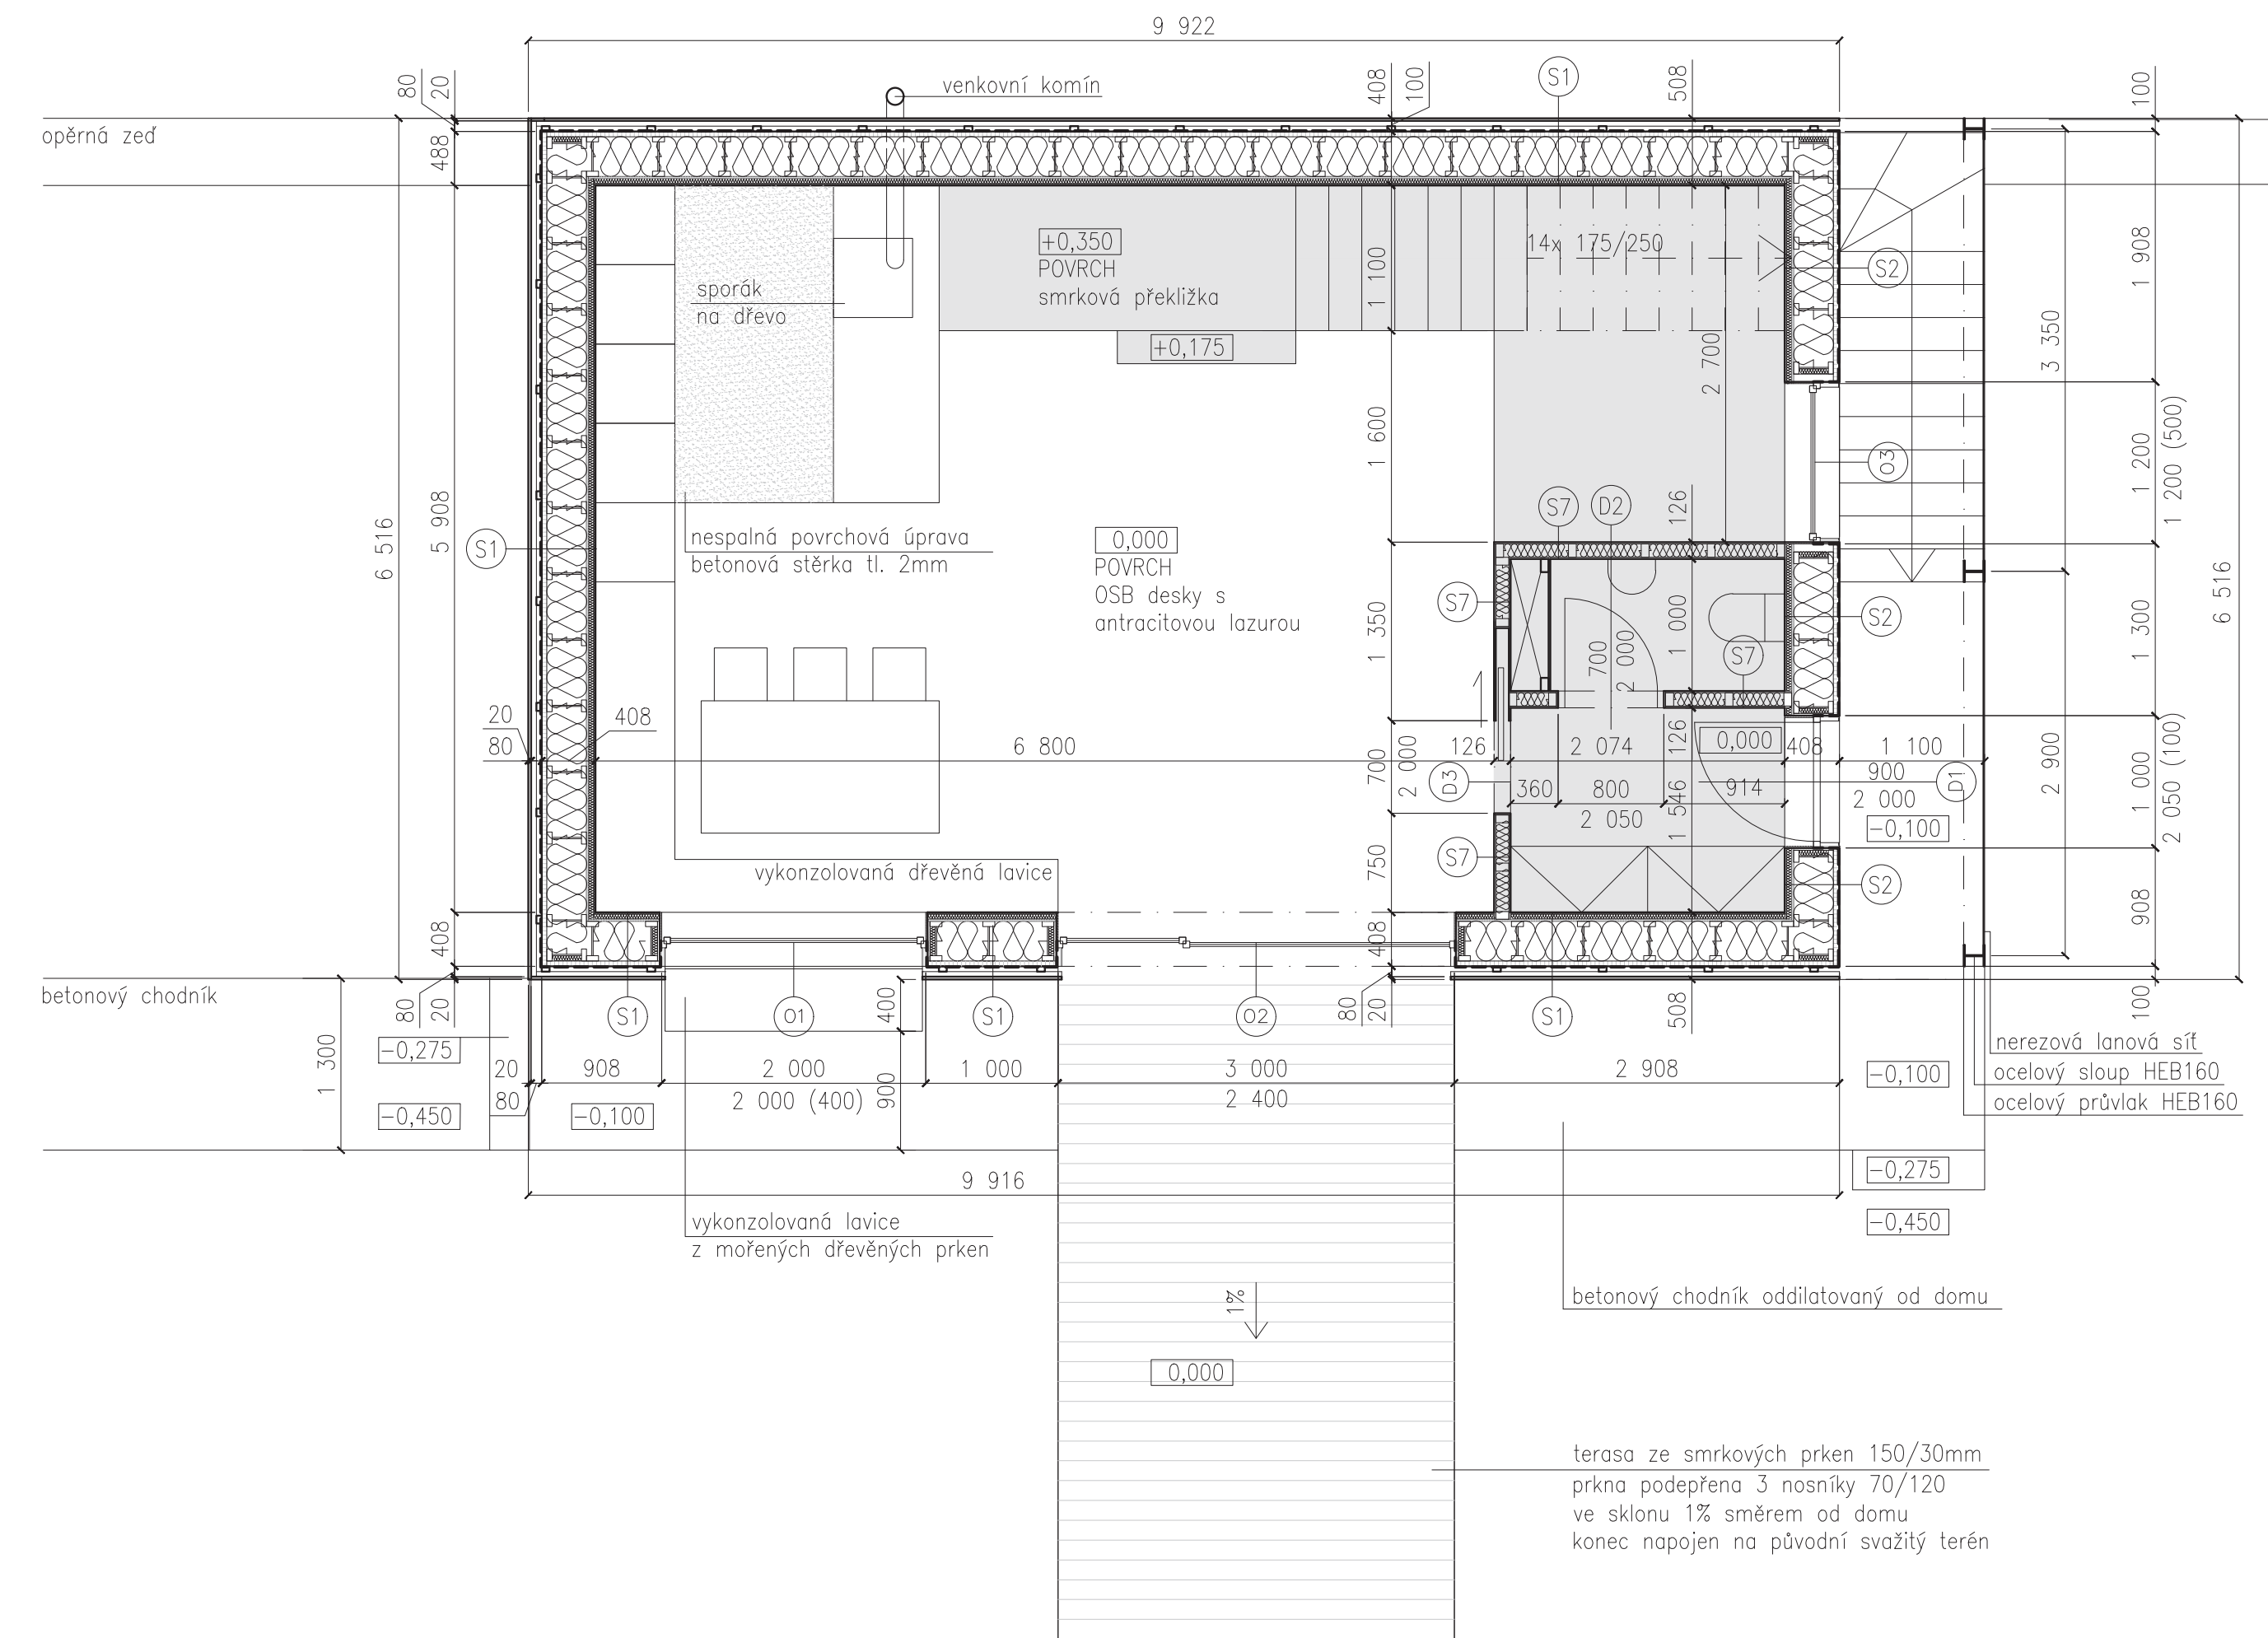 9 922
venkovní komín
80
20
408
100
S1
508
100
opěrná zeď
488
+0,350
POVRCH
smrková překližka
14x 175/250
1 100
S2
1 908
sporák
na dřevo
+0,175
2 700
3 350
1 600
O3
1 200
1 200 (500)
6 516
5 908
S1
nespalná povrchová úprava
betonová stěrka tl. 2mm
0,000
POVRCH
OSB desky s
antracitovou lazurou
S7
D2
126
S7
1 350
700
2 000
1 000
S7
S2
1 300
6 516
20
80
408
6 800
126
2 074
126
0,000
408
1 100
700
2 000
D3
360
800
914
2 050
1 546
900
2 000
D1
-0,100
2 900
1 000
2 050 (100)
vykonzolovaná dřevěná lavice
750
S7
S2
908
408
408
betonový chodník
80
20
S1
O1
400
S1
O2
80
20
S1
508
100
1 300
-0,275
-0,450
20
80
908
-0,100
2 000
2 000 (400)
900
1 000
3 000
2 400
2 908
-0,100
nerezová lanová síť
ocelový sloup HEB160
ocelový průvlak HEB160
9 916
-0,275
-0,450
vykonzolovaná lavice
z mořených dřevěných prken
1%
betonový chodník oddilatovaný od domu
0,000
terasa ze smrkových prken 150/30mm
prkna podepřena 3 nosníky 70/120
ve sklonu 1% směrem od domu
konec napojen na původní svažitý terén